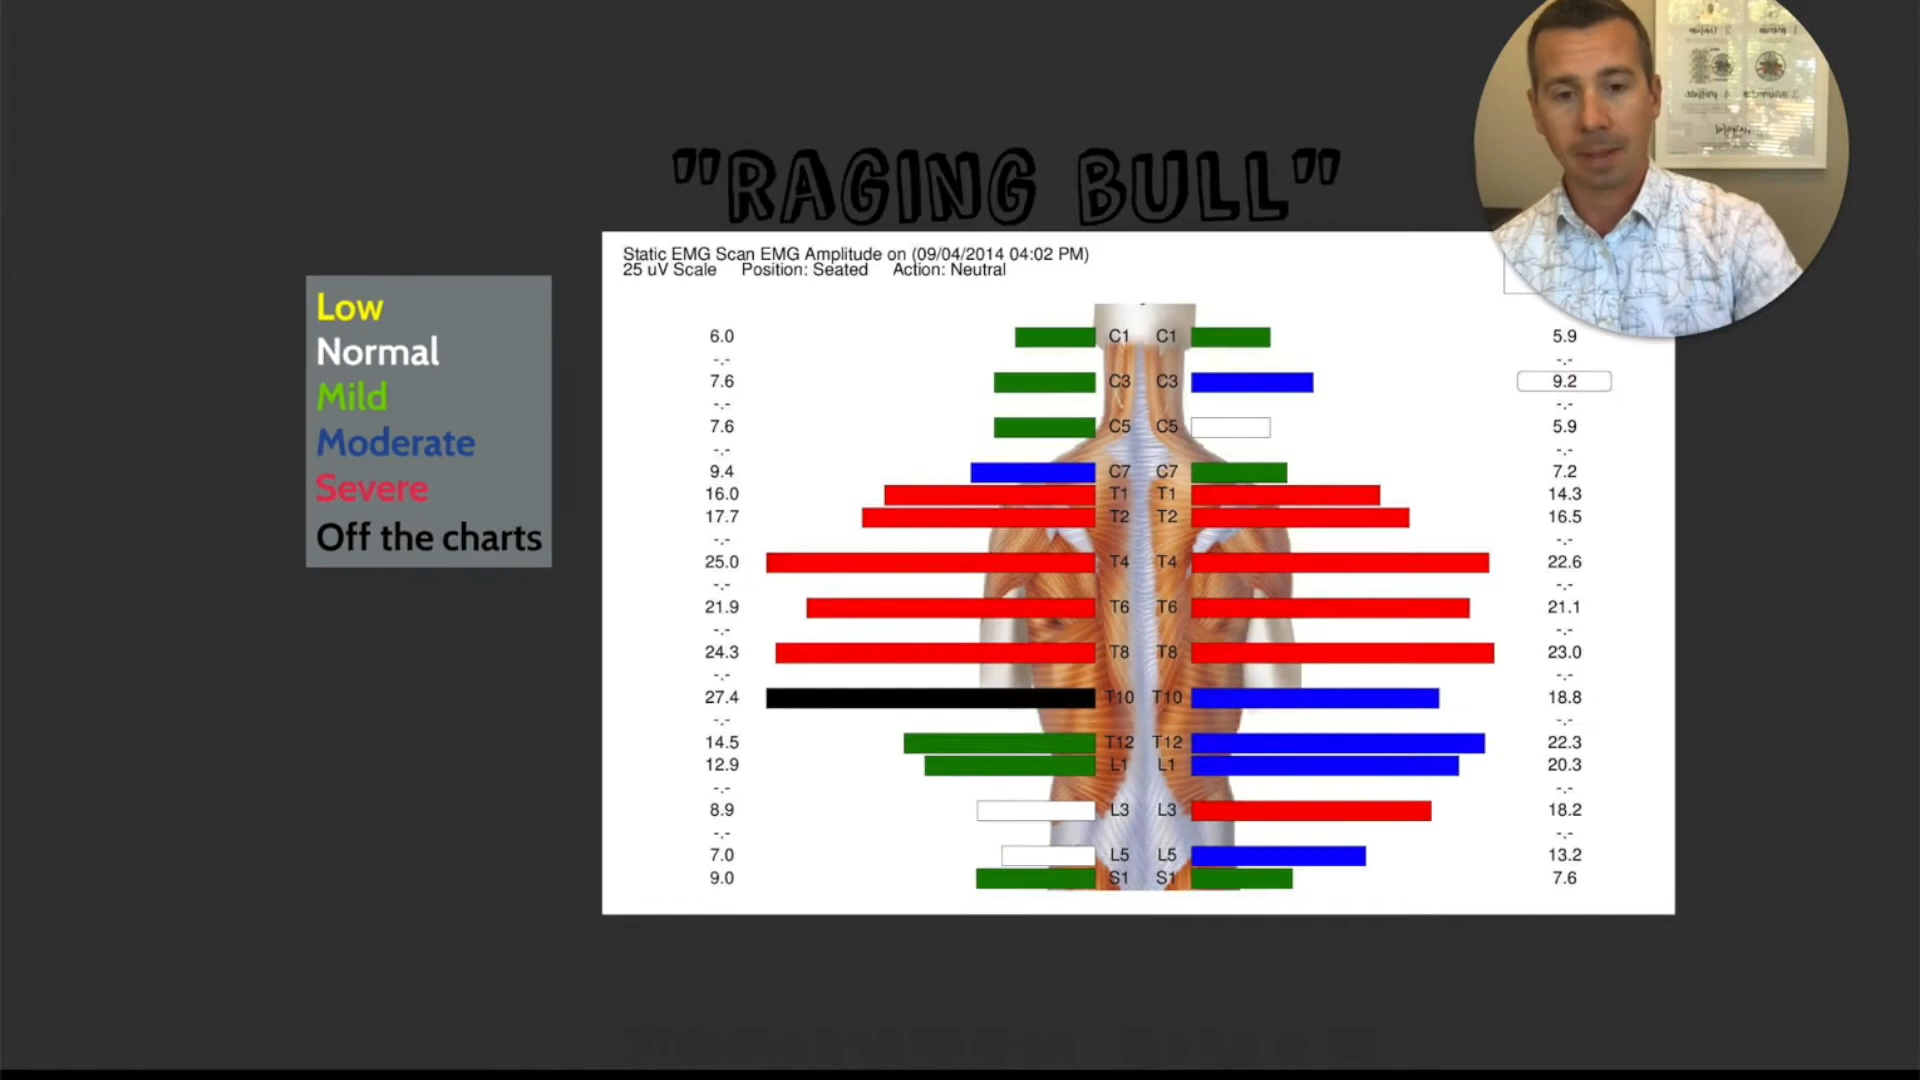 "RAGING BULL"
Low
Normal
Mild
Moderate
Severe
Off the charts
Static EMG Scan EMG Amplitude on (09/04/2014 04:02 PM)
25 uV Scale Position: Seated Action: Neutral
6.0 C1 C1 5.9
-.- -.-
7.6 C3 C3 9.2
-.- -.-
7.6 C5 C5 5.9
-.- -.-
9.4 C7 C7 7.2
16.0 T1 T1 14.3
17.7 T2 T2 16.5
-.- -.-
25.0 T4 T4 22.6
-.- -.-
21.9 T6 T6 21.1
-.- -.-
24.3 T8 T8 23.0
-.- -.-
27.4 T10 T10 18.8
-.- -.-
14.5 T12 T12 22.3
12.9 L1 L1 20.3
-.- -.-
8.9 L3 L3 18.2
-.- -.-
7.0 L5 L5 13.2
9.0 S1 S1 7.6